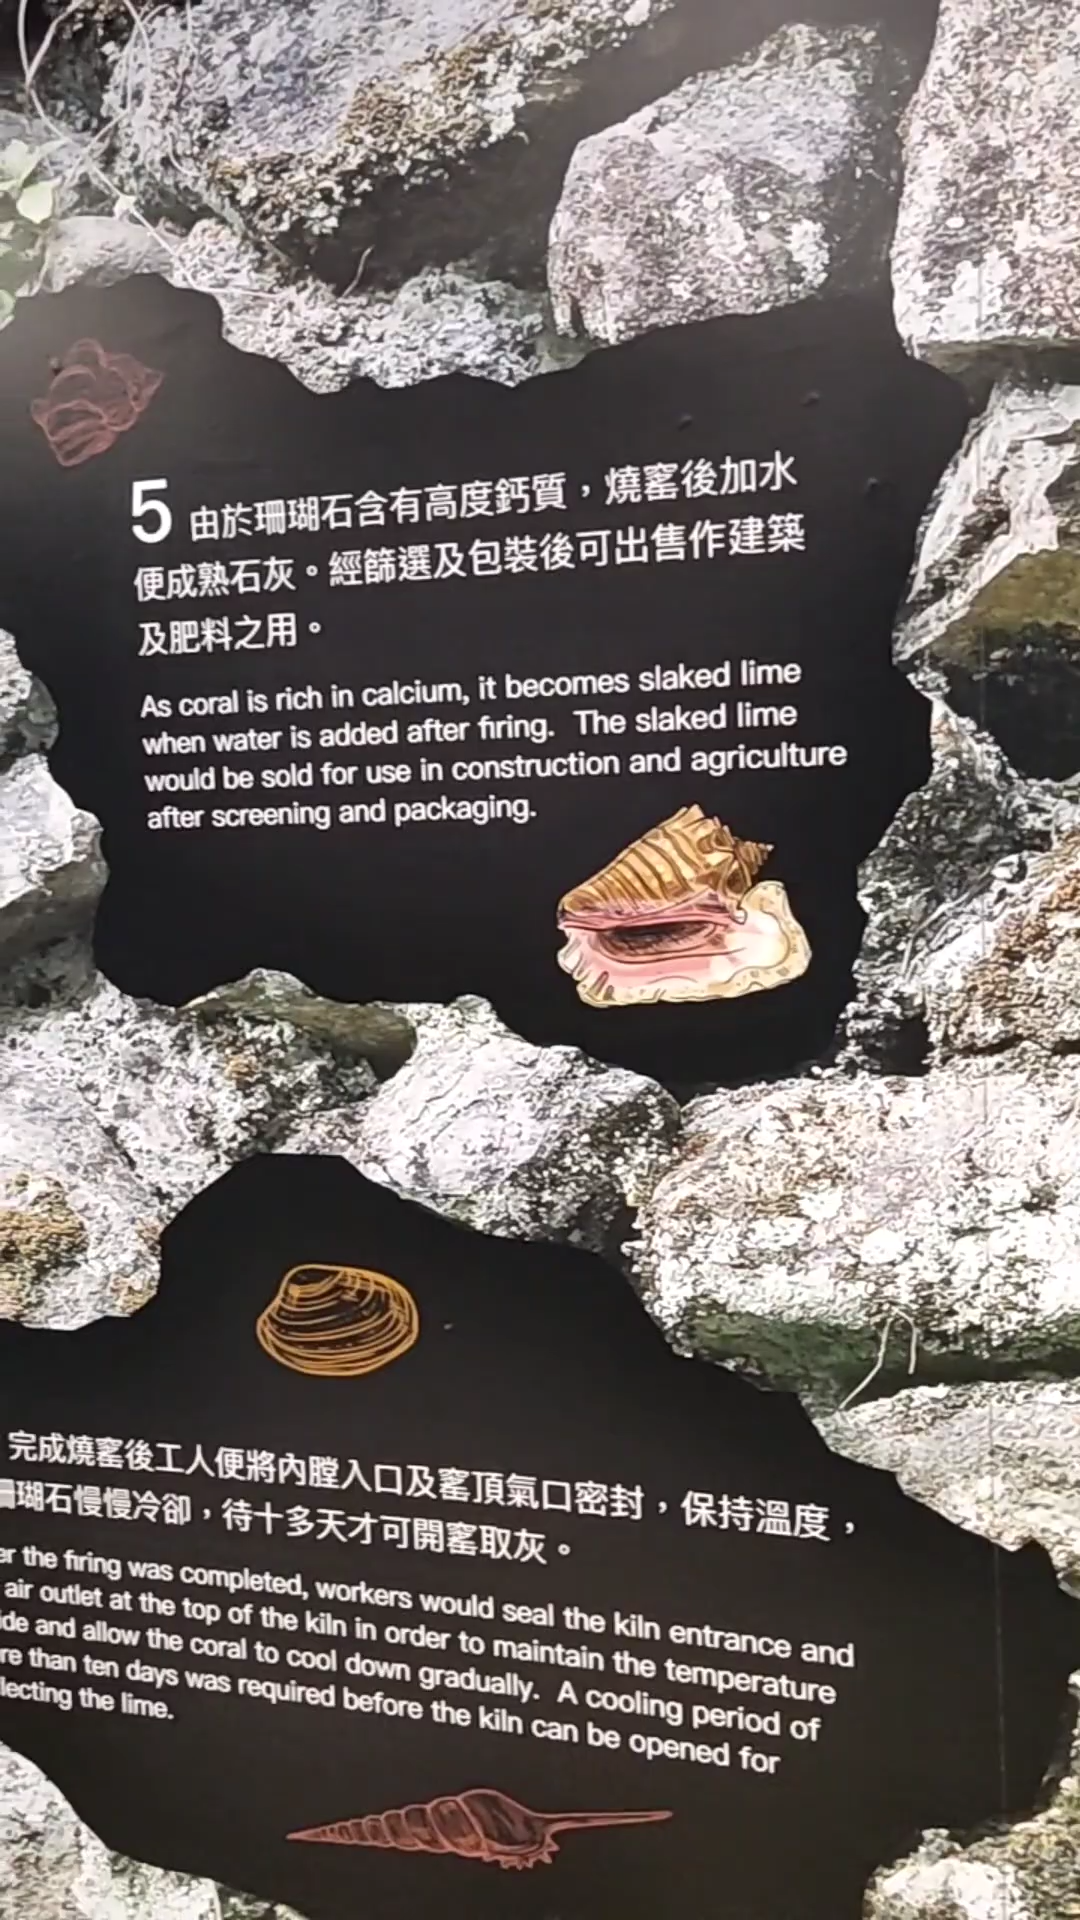 5 由於珊瑚石含有高度鈣質，燒窰後加水
便成熟石灰。經篩選及包裝後可出售作建築
及肥料之用。
As coral is rich in calcium, it becomes slaked lime
when water is added after firing. The slaked lime
would be sold for use in construction and agriculture
after screening and packaging.
完成燒窰後工人便將內膛入口及窰頂氣口密封，保持溫度，
瑚石慢慢冷卻，待十多天才可開窰取灰。
er the firing was completed, workers would seal the kiln entrance and
air outlet at the top of the kiln in order to maintain the temperature
ide and allow the coral to cool down gradually. A cooling period of
re than ten days was required before the kiln can be opened for
lecting the lime.